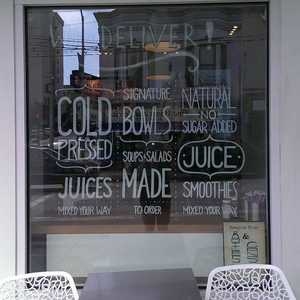 WE DELIVER!
COLD
PRESSED
JUICES
MIXED YOUR WAY
SIGNATURE
BOWLS
SOUPS & SALADS
MADE
TO ORDER
NATURAL
NO
SUGAR ADDED
JUICE
SMOOTHIES
MIXED YOUR WAY